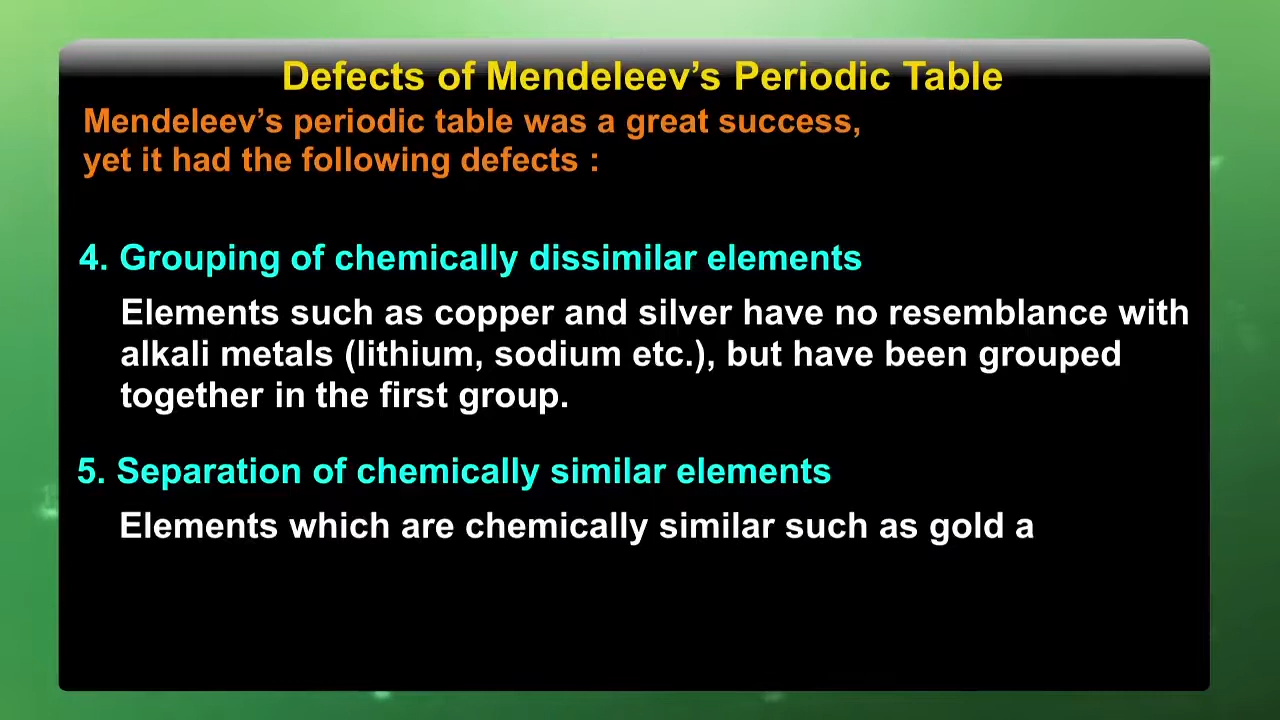 Defects of Mendeleev’s Periodic Table
Mendeleev’s periodic table was a great success,
yet it had the following defects :
4. Grouping of chemically dissimilar elements
Elements such as copper and silver have no resemblance with
alkali metals (lithium, sodium etc.), but have been grouped
together in the first group.
5. Separation of chemically similar elements
Elements which are chemically similar such as gold a